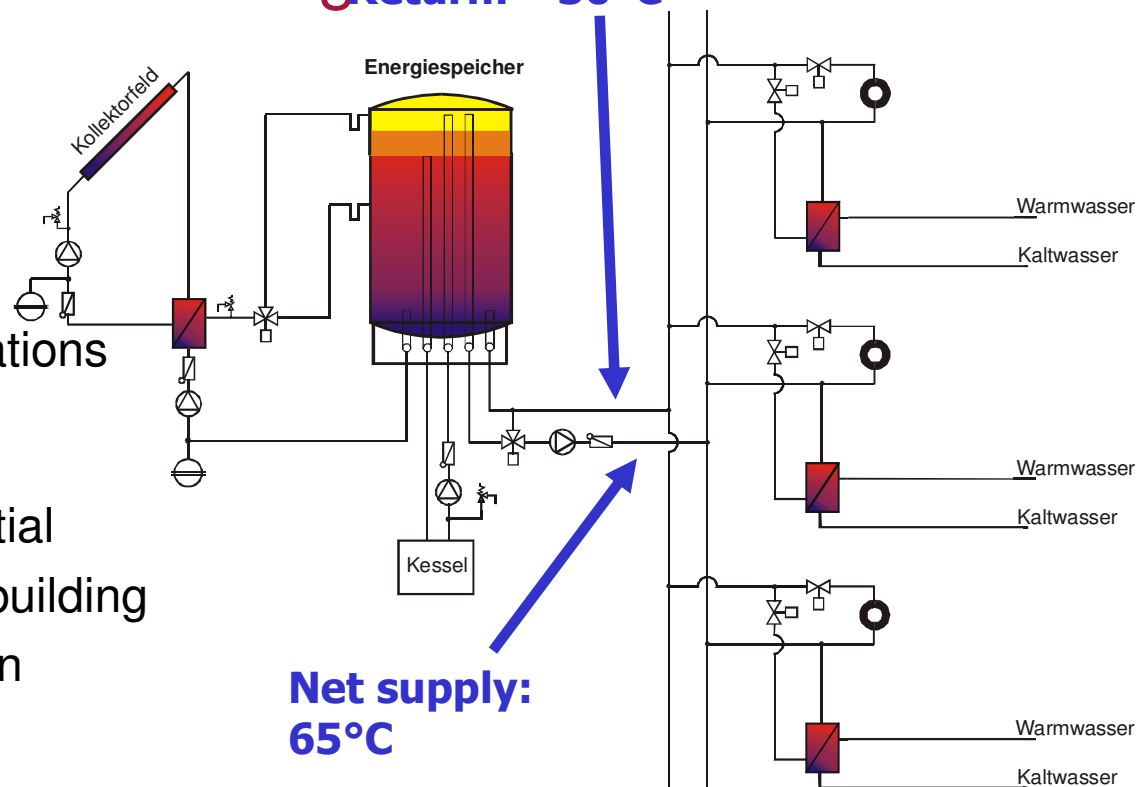 Energiespeicher
Kollektorfeld
Warmwasser
Kaltwasser
ations
Warmwasser
Kaltwasser
tial
Kessel
building
n
Net supply:
65°C
Warmwasser
Kaltwasser